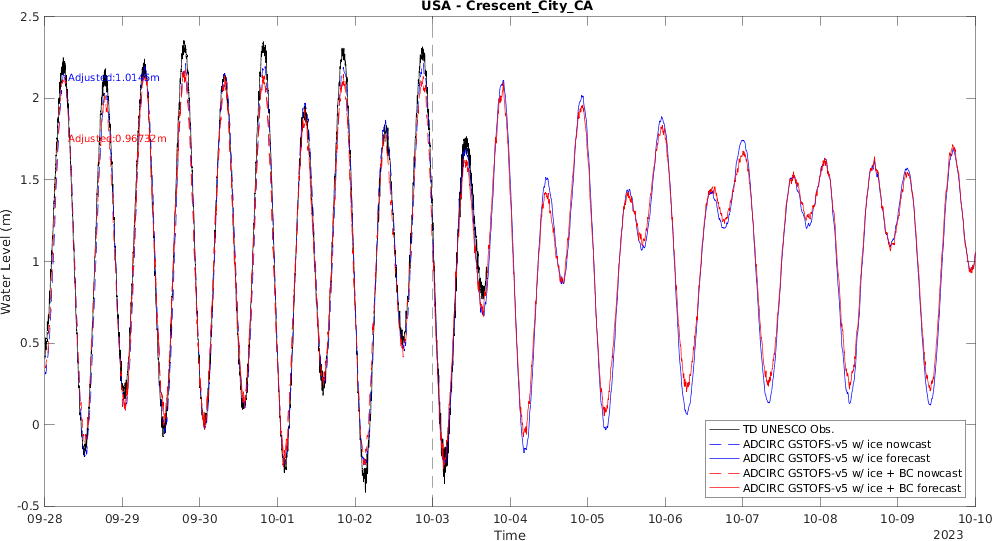 USA - Crescent_City_CA
2.5
Adjusted:1.0146m
2
Adjusted:0.96732m
1.5
Water Level (m)
1
0.5
0
TD UNESCO Obs.
ADCIRC GSTOFS-v5 w/ ice nowcast
ADCIRC GSTOFS-v5 w/ ice forecast
ADCIRC GSTOFS-v5 w/ ice + BC nowcast
ADCIRC GSTOFS-v5 w/ ice + BC forecast
-0.5
09-28 09-29 09-30 10-01 10-02 10-03 10-04 10-05 10-06 10-07 10-08 10-09 10-10
Time
2023